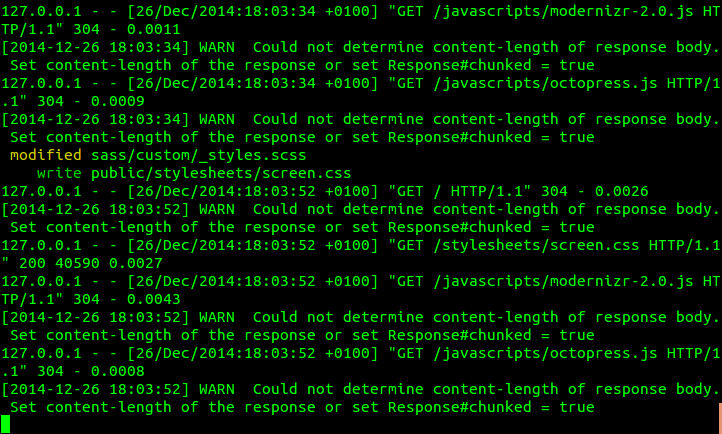 127.0.0.1 - - [26/Dec/2014:18:03:34 +0100] "GET /javascripts/modernizr-2.0.js HT
TP/1.1" 304 - 0.0011
[2014-12-26 18:03:34] WARN  Could not determine content-length of response body.
 Set content-length of the response or set Response#chunked = true
127.0.0.1 - - [26/Dec/2014:18:03:34 +0100] "GET /javascripts/octopress.js HTTP/1
.1" 304 - 0.0009
[2014-12-26 18:03:34] WARN  Could not determine content-length of response body.
 Set content-length of the response or set Response#chunked = true
 modified sass/custom/_styles.scss
    write public/stylesheets/screen.css
127.0.0.1 - - [26/Dec/2014:18:03:52 +0100] "GET / HTTP/1.1" 304 - 0.0026
[2014-12-26 18:03:52] WARN  Could not determine content-length of response body.
 Set content-length of the response or set Response#chunked = true
127.0.0.1 - - [26/Dec/2014:18:03:52 +0100] "GET /stylesheets/screen.css HTTP/1.1
" 200 40590 0.0027
127.0.0.1 - - [26/Dec/2014:18:03:52 +0100] "GET /javascripts/modernizr-2.0.js HT
TP/1.1" 304 - 0.0043
[2014-12-26 18:03:52] WARN  Could not determine content-length of response body.
 Set content-length of the response or set Response#chunked = true
127.0.0.1 - - [26/Dec/2014:18:03:52 +0100] "GET /javascripts/octopress.js HTTP/1
.1" 304 - 0.0008
[2014-12-26 18:03:52] WARN  Could not determine content-length of response body.
 Set content-length of the response or set Response#chunked = true